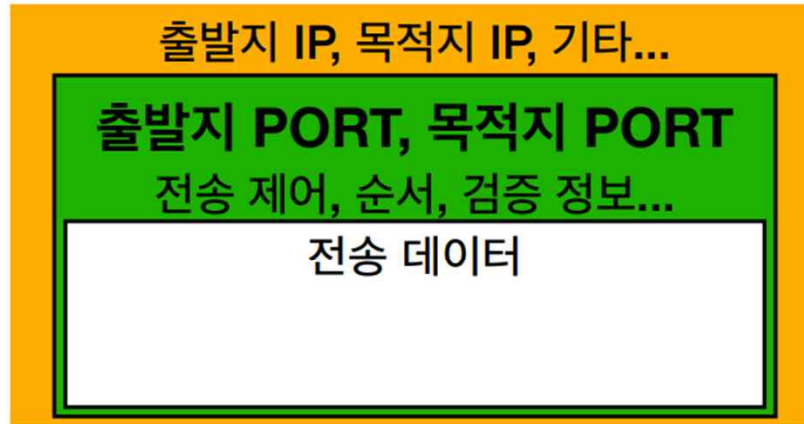 출발지 IP, 목적지 IP, 기타...
출발지 PORT, 목적지 PORT
전송 제어, 순서, 검증 정보...
전송 데이터